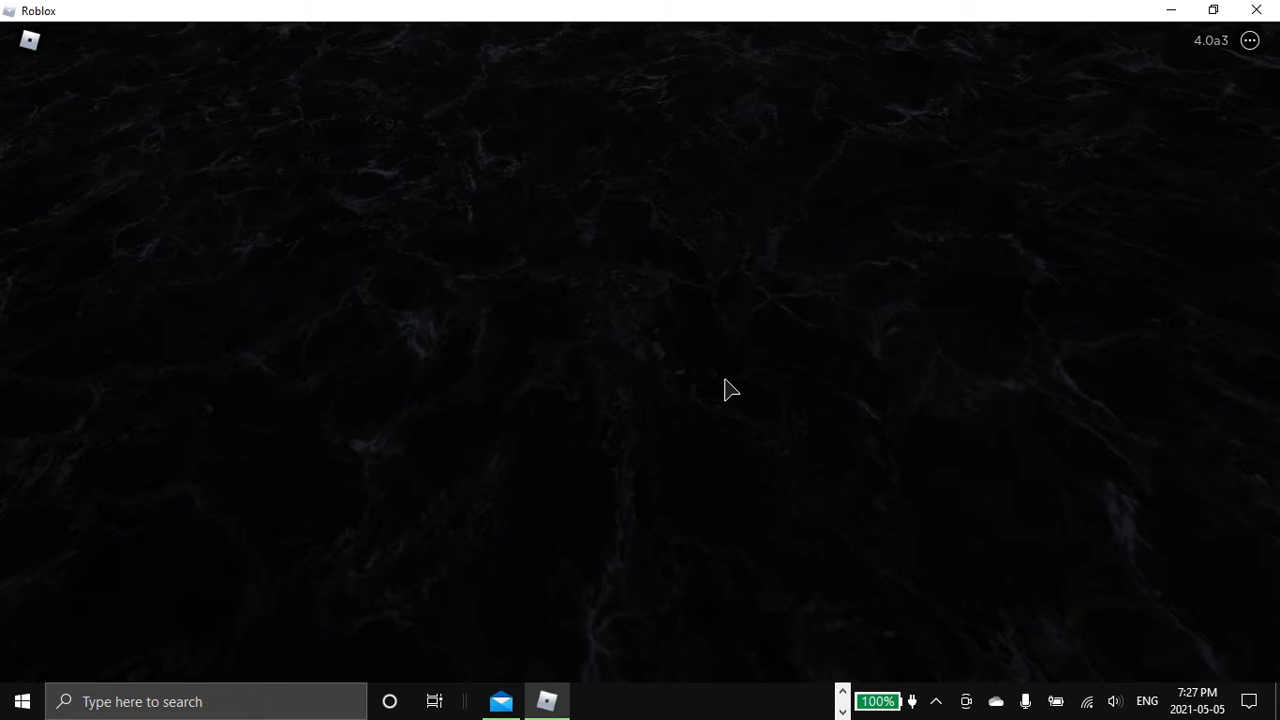 Roblox
4.0a3
Type here to search
100%
ENG
7:27 PM
2021-05-05